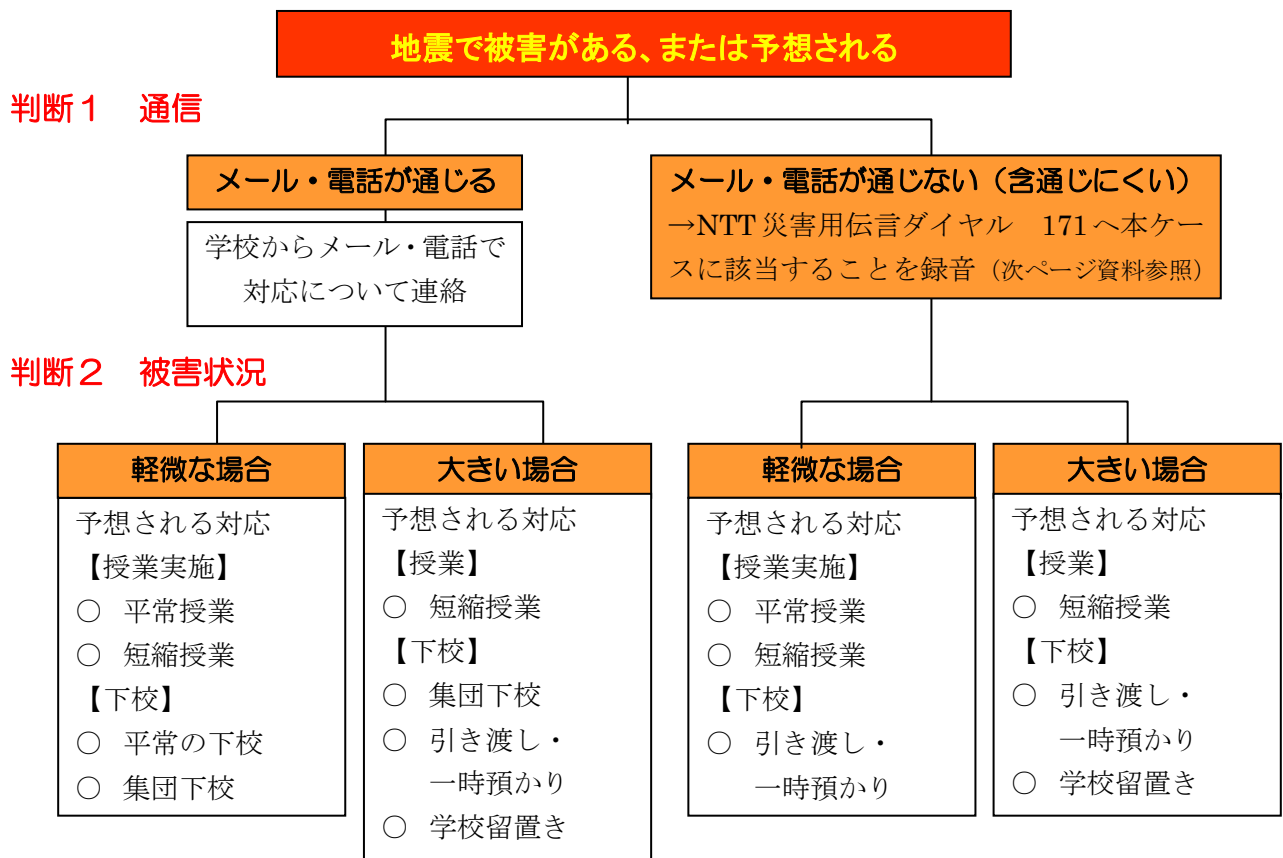 地震で被害がある、または予想される
判断1 通信
メール・電話が通じる
学校からメール・電話で
対応について連絡
メール・電話が通じない（含通じにくい）
→NTT災害用伝言ダイヤル 171へ本ケー
スに該当することを録音（次ページ資料参照）
判断2 被害状況
軽微な場合
予想される対応
【授業実施】
○ 平常授業
○ 短縮授業
【下校】
○ 平常の下校
○ 集団下校
大きい場合
予想される対応
【授業】
○ 短縮授業
【下校】
○ 集団下校
○ 引き渡し・
一時預かり
○ 学校留置き
軽微な場合
予想される対応
【授業実施】
○ 平常授業
○ 短縮授業
【下校】
○ 引き渡し・
一時預かり
大きい場合
予想される対応
【授業】
○ 短縮授業
【下校】
○ 引き渡し・
一時預かり
○ 学校留置き